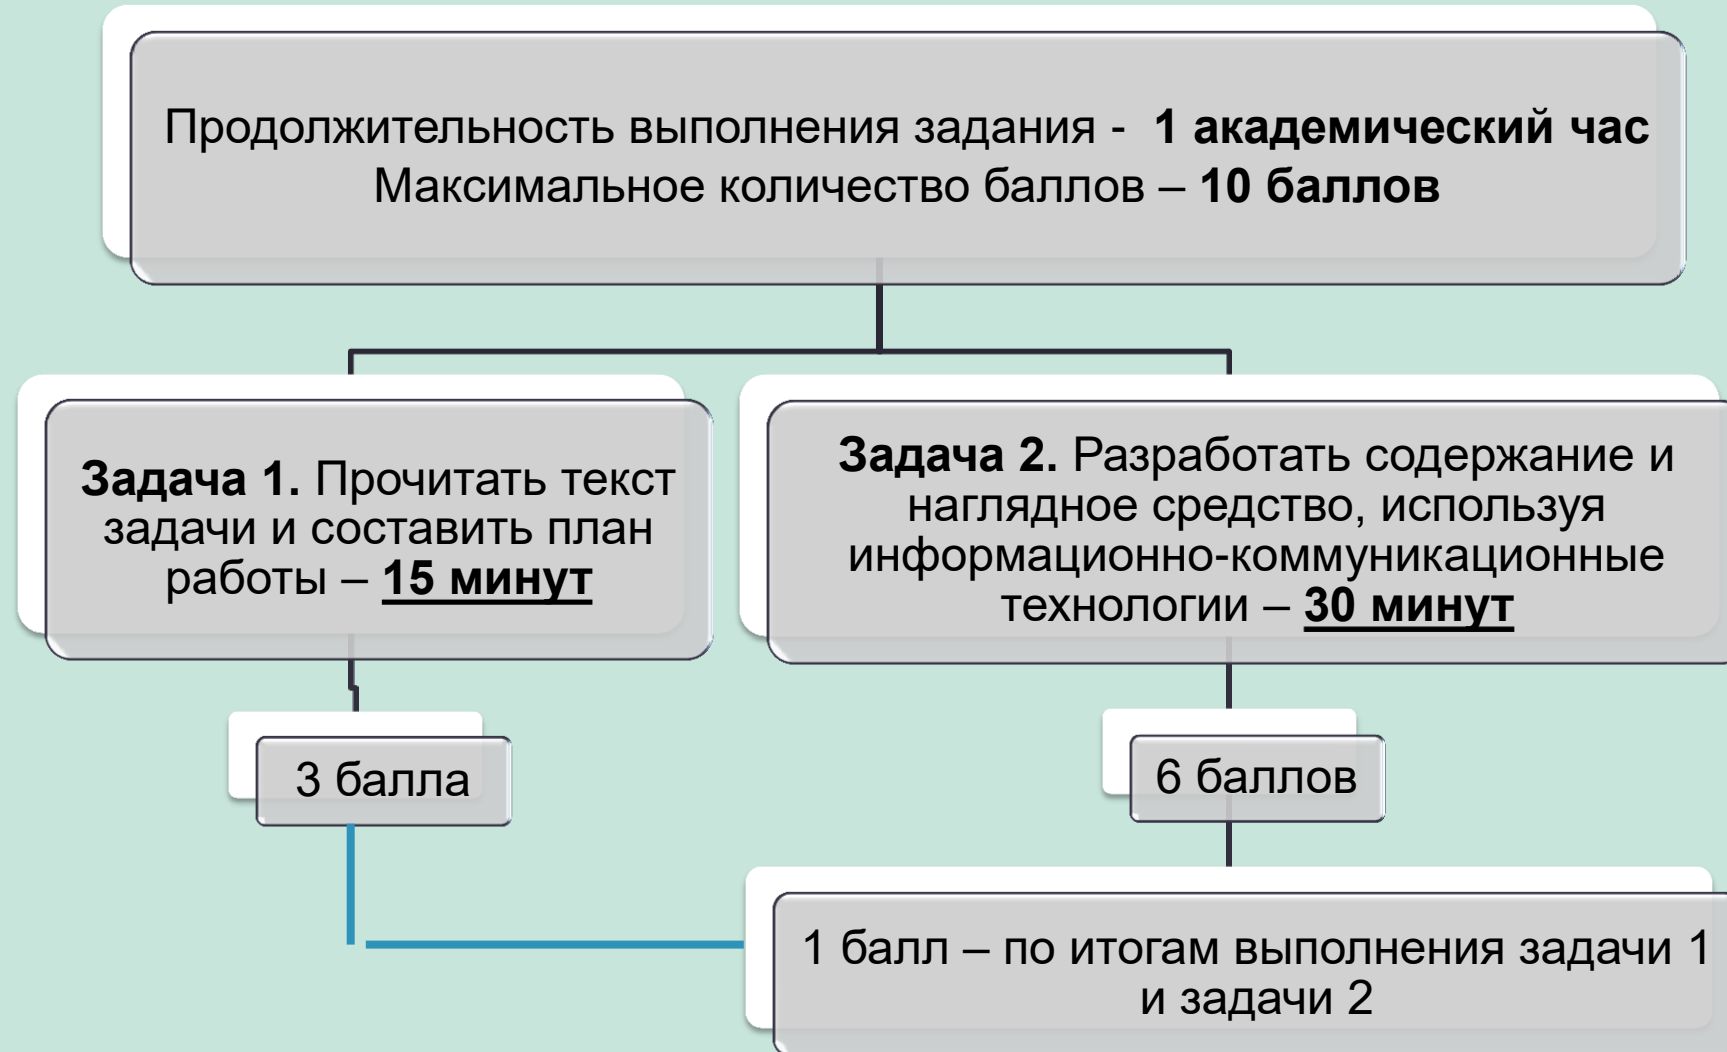 Продолжительность выполнения задания - 1 академический час
Максимальное количество баллов – 10 баллов
Задача 1. Прочитать текст
задачи и составить план
работы – 15 минут
Задача 2. Разработать содержание и
наглядное средство, используя
информационно-коммуникационные
технологии – 30 минут
3 балла
6 баллов
1 балл – по итогам выполнения задачи 1
и задачи 2